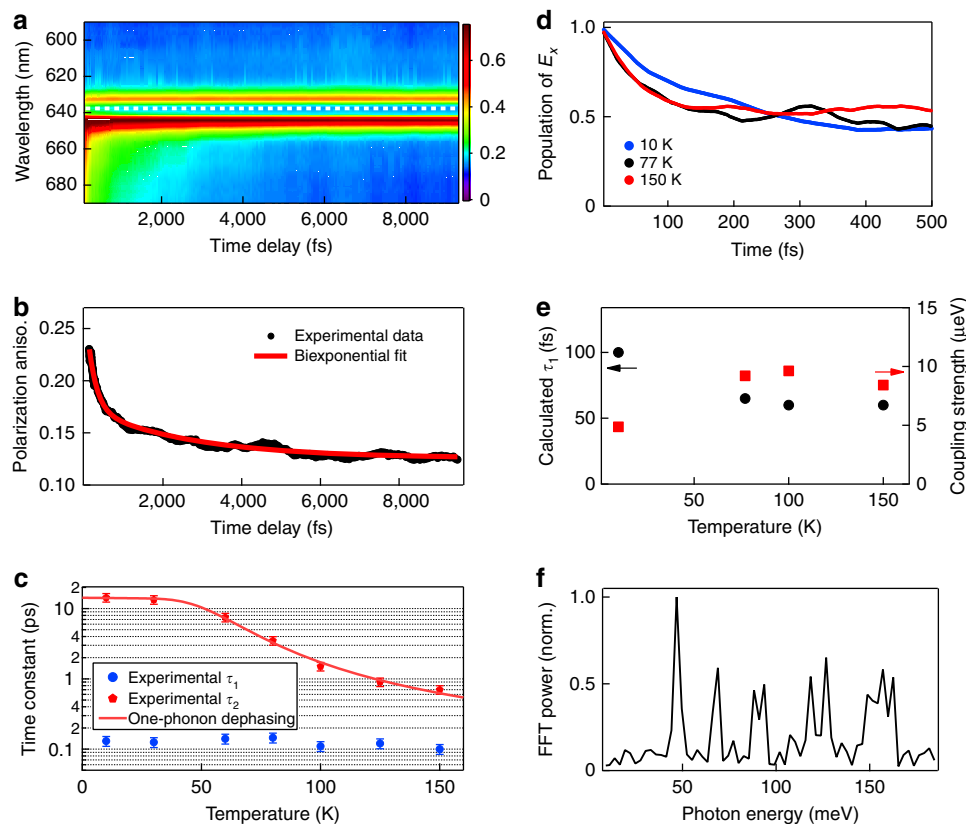 a
Wavelength (nm)
600
620
640
660
680
2,000
4,000
6,000
8,000
Time delay (fs)
0.6
0.4
0.2
0
b
Polarization aniso.
0.25
0.20
0.15
0.10
Experimental data
Biexponential fit
2,000
4,000
6,000
8,000
Time delay (fs)
c
Time constant (ps)
2
10
4
2
1
4
2
0.1
Experimental τ1
Experimental τ2
One-phonon dephasing
0
50
100
150
Temperature (K)
d
Population of Ex
1.0
0.5
0
10 K
77 K
150 K
100
200
300
400
500
Time (fs)
e
Calculated τ1 (fs)
100
50
0
15
10
5
0
Coupling strength (µeV)
50
100
150
Temperature (K)
f
FFT power (norm.)
1.0
0.5
0
50
100
150
Photon energy (meV)